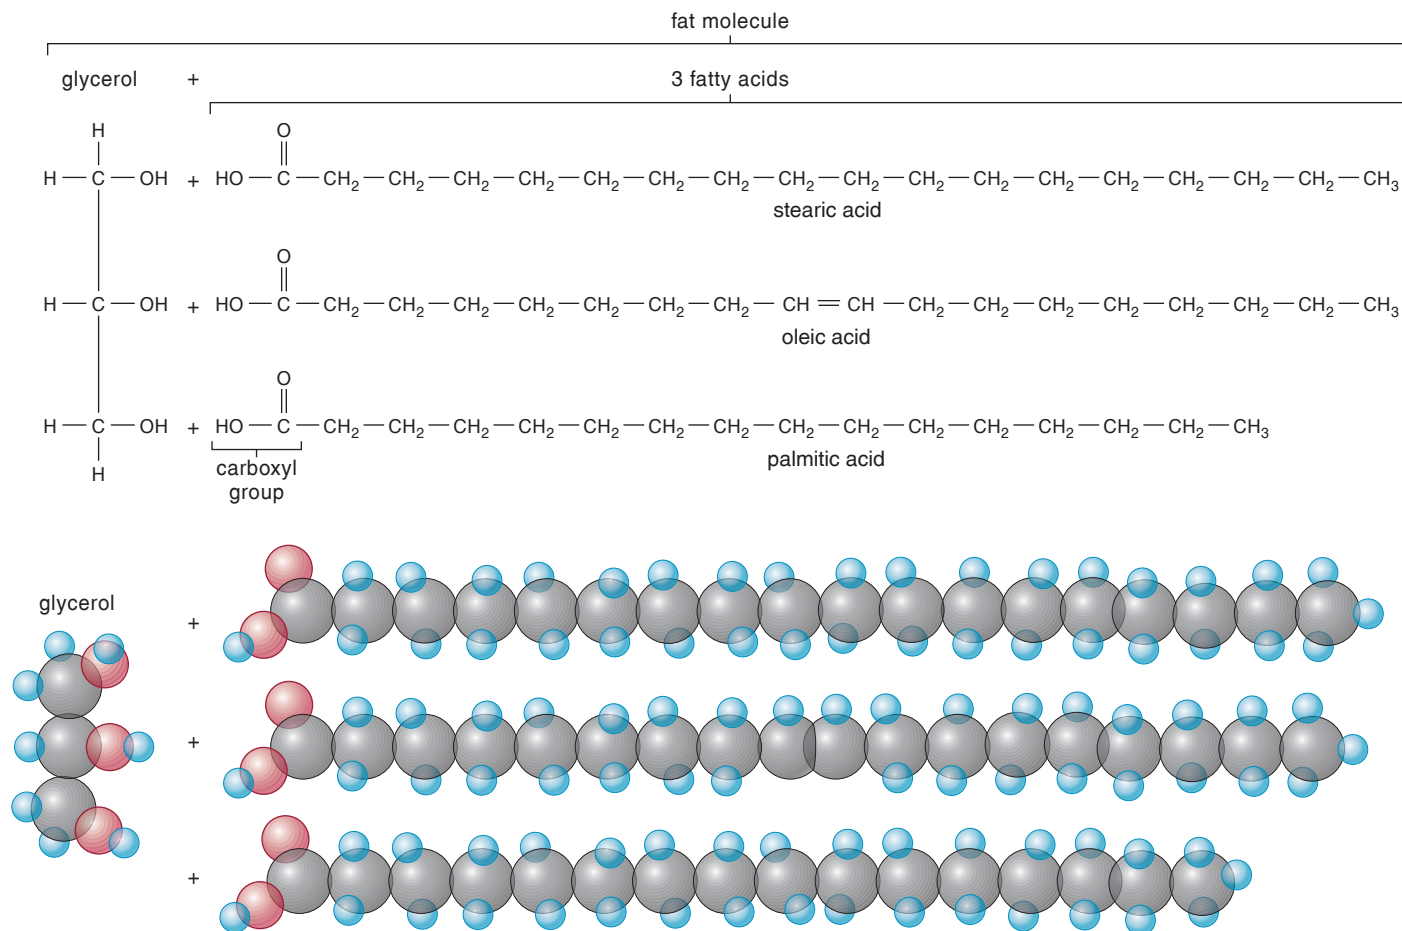 fat molecule
glycerol + 3 fatty acids
H O
H — C — OH + HO — C — CH₂ — CH₂ — CH₂ — CH₂ — CH₂ — CH₂ — CH₂ — CH₂ — CH₂ — CH₂ — CH₂ — CH₂ — CH₂ — CH₂ — CH₂ — CH₂ — CH₃
stearic acid
O
H — C — OH + HO — C — CH₂ — CH₂ — CH₂ — CH₂ — CH₂ — CH₂ — CH₂ — CH = CH — CH₂ — CH₂ — CH₂ — CH₂ — CH₂ — CH₂ — CH₂ — CH₃
oleic acid
O
H — C — OH + HO — C — CH₂ — CH₂ — CH₂ — CH₂ — CH₂ — CH₂ — CH₂ — CH₂ — CH₂ — CH₂ — CH₂ — CH₂ — CH₂ — CH₂ — CH₃
H
palmitic acid
carboxyl
group
glycerol
+
+
+